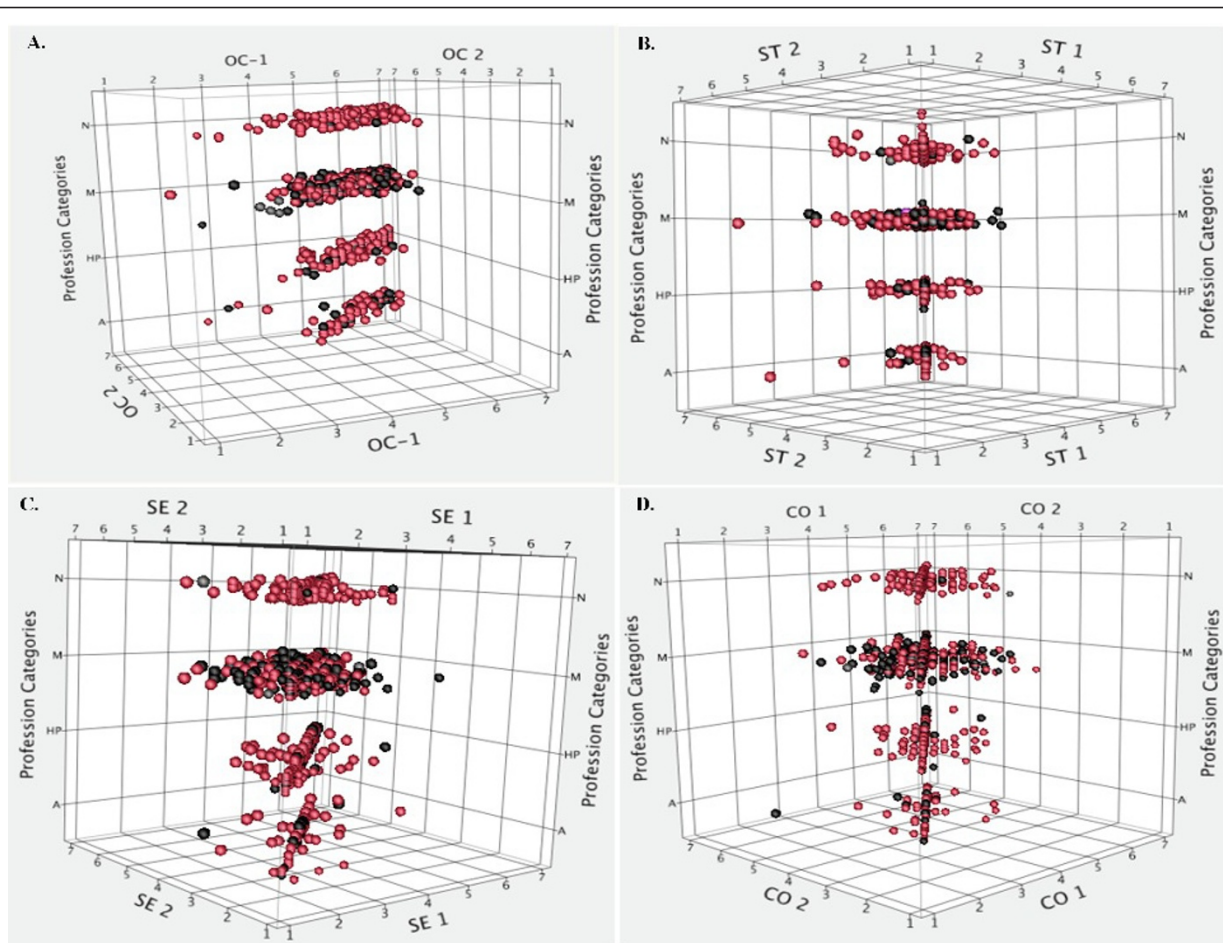 A.
OC-1 OC 2
1 2 3 4 5 6 7 7 6 5 4 3 2 1
N N
M M
HP HP
A A
Profession Categories Profession Categories
7 6 5 4 3 2 1
OC 2
1 2 3 4 5 6 7
OC-1
B.
ST 2 ST 1
7 6 5 4 3 1 1 2 3 7
N N
M M
HP HP
A A
Profession Categories Profession Categories
7 5 4 2 1 1 2 3 4 5 6 7
ST 2 ST 1
C.
SE 2 SE 1
7 6 5 4 3 2 1 1 2 3 4 5 6 7
N N
M M
HP HP
A A
Profession Categories Profession Categories
7 6 5 4 3 2 1 1 2 3 4 5 6 7
SE 2 SE 1
D.
CO 1 CO 2
1 2 3 4 5 6 7 7 6 5 4 3 2 1
N N
M M
HP HP
A A
Profession Categories Profession Categories
7 6 5 4 3 2 1 1 2 3 4 5 6 7
CO 2 CO 1